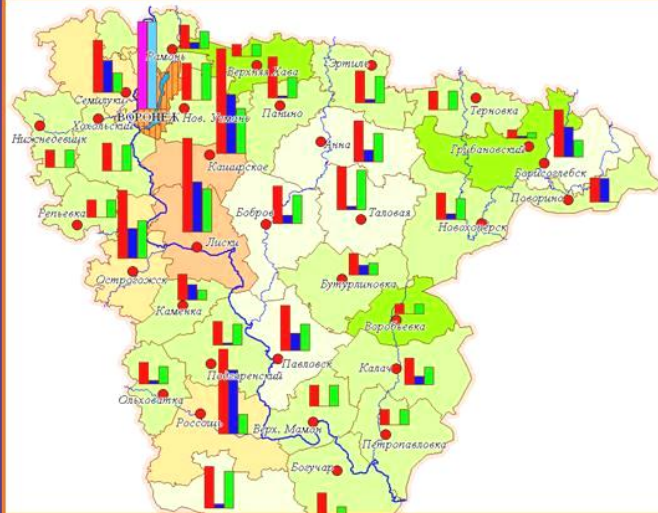 Рамонь
Верхняя Хава
Эртиль
Семилуки
Терновка
Панино
Хохольский
ВОРОНЕЖ
Нов. Усмань
Нижнедевицк
Анна
Грибановский
Каширское
Борисоглебск
Поворино
Репьевка
Бобров
Таловая
Новохоперск
Лиски
Острогожск
Бутурлиновка
Каменка
Воробьевка
Павловск
Калач
Подгоренский
Ольховатка
Россошь
Верх. Мамон
Петропавловка
Богучар